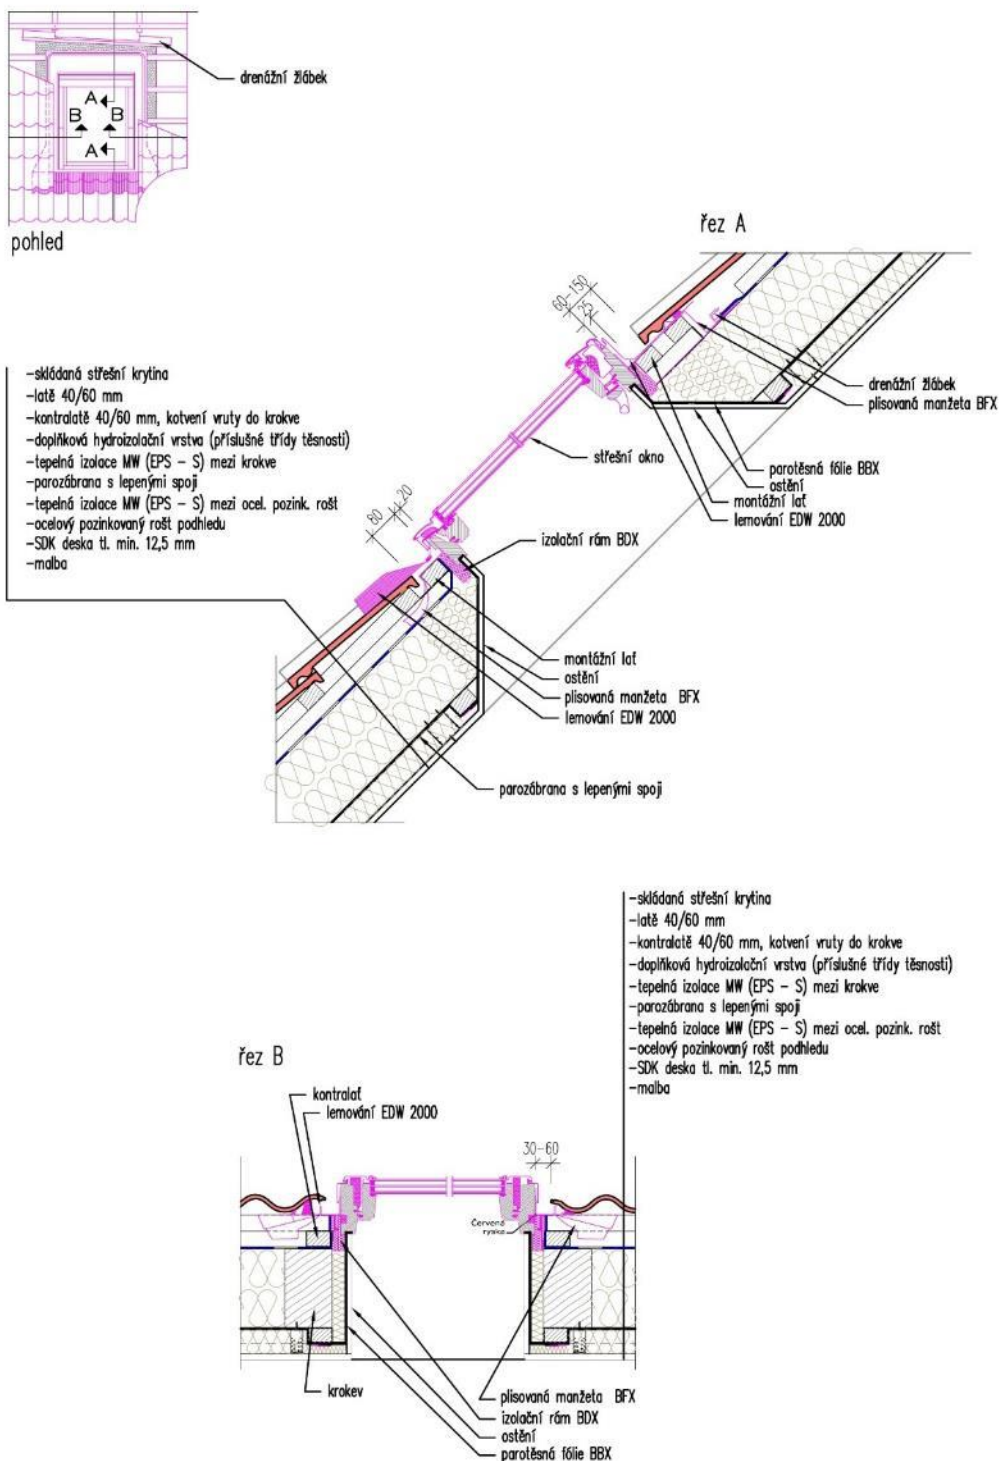 drenážní žlábek
A
B
B
A
pohled
řez A
60-150
25
-skládaná střešní krytina
-latě 40/60 mm
-kontralatě 40/60 mm, kotvení vruty do krokve
-doplňková hydroizolační vrstva (příslušné třídy těsnosti)
-tepelná izolace MW (EPS - S) mezi krokve
-parozábrana s lepenými spoji
-tepelná izolace MW (EPS - S) mezi ocel. pozink. rošt
-ocelový pozinkovaný rošt podhledu
-SDK deska tl. min. 12,5 mm
-malba
drenážní žlábek
plisovaná manžeta BFX
střešní okno
parotěsná fólie BBX
ostění
montážní lať
lemování EDW 2000
80
20
izolační rám BDX
montážní lať
ostění
plisovaná manžeta BFX
lemování EDW 2000
parozábrana s lepenými spoji
-skládaná střešní krytina
-latě 40/60 mm
-kontralatě 40/60 mm, kotvení vruty do krokve
-doplňková hydroizolační vrstva (příslušné třídy těsnosti)
-tepelná izolace MW (EPS - S) mezi krokve
-parozábrana s lepenými spoji
-tepelná izolace MW (EPS - S) mezi ocel. pozink. rošt
-ocelový pozinkovaný rošt podhledu
-SDK deska tl. min. 12,5 mm
-malba
řez B
kontralať
lemování EDW 2000
30-60
Červená
ryska
krokev
plisovaná manžeta BFX
izolační rám BDX
ostění
parotěsná fólie BBX